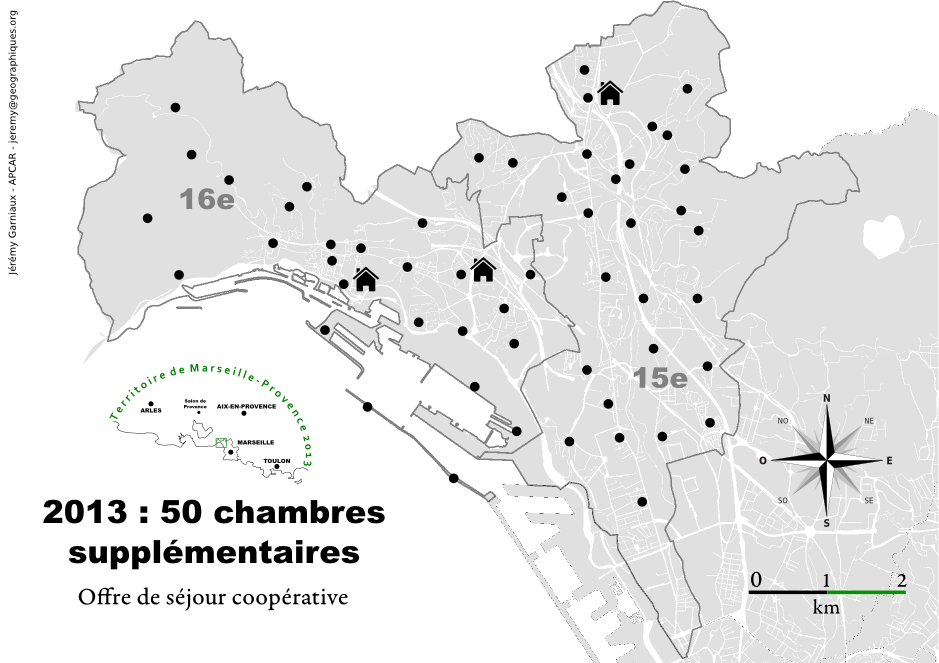 Jérémy Garniaux - APCAR - jeremy@geographiques.org
16e
15e
Territoire de Marseille-Provence 2013
Salon de
Provence
ARLES
AIX-EN-PROVENCE
MARSEILLE
TOULON
N
NO
NE
O
E
SO
SE
S
2013 : 50 chambres
supplémentaires
Offre de séjour coopérative
0
1
2
km